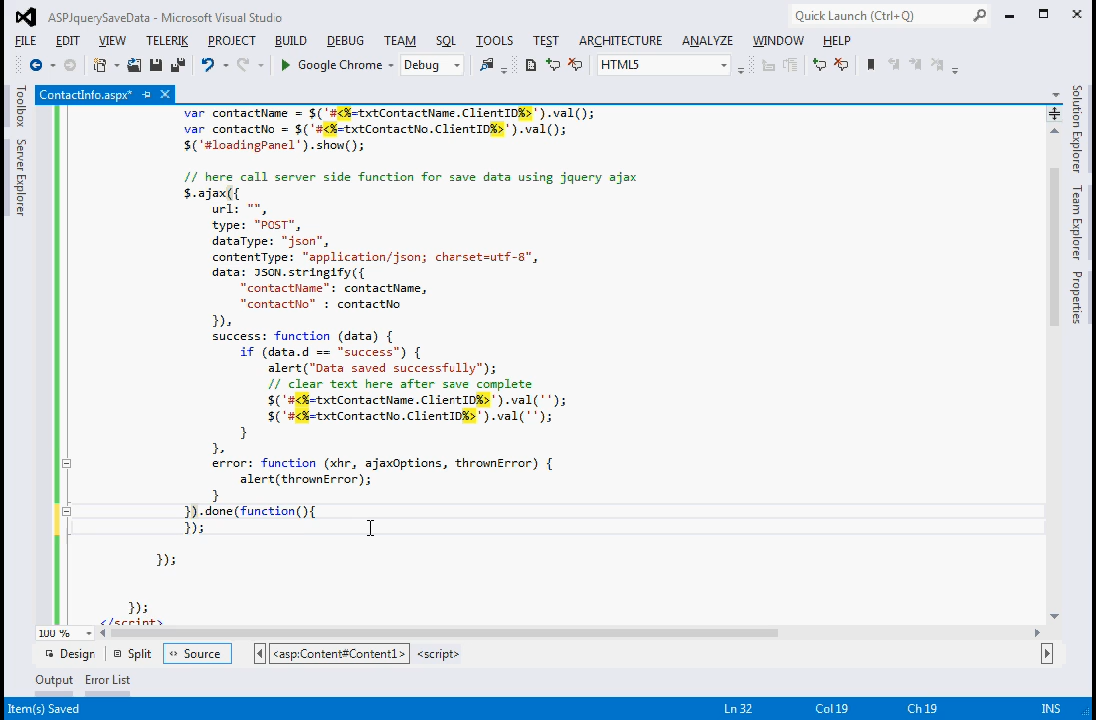 ASPJquerySaveData - Microsoft Visual Studio
Quick Launch (Ctrl+Q)
FILE EDIT VIEW TELERIK PROJECT BUILD DEBUG TEAM SQL TOOLS TEST ARCHITECTURE ANALYZE WINDOW HELP
Google Chrome Debug HTML5
ContactInfo.aspx*
Toolbox
Server Explorer
Solution Explorer
Team Explorer
Properties
var contactName = $('#<%=txtContactName.ClientID%>').val();
var contactNo = $('#<%=txtContactNo.ClientID%>').val();
$('#loadingPanel').show();
// here call server side function for save data using jquery ajax
$.ajax({
url: "",
type: "POST",
dataType: "json",
contentType: "application/json; charset=utf-8",
data: JSON.stringify({
"contactName": contactName,
"contactNo" : contactNo
}),
success: function (data) {
if (data.d == "success") {
alert("Data saved successfully");
// clear text here after save complete
$('#<%=txtContactName.ClientID%>').val('');
$('#<%=txtContactNo.ClientID%>').val('');
}
},
error: function (xhr, ajaxOptions, thrownError) {
alert(thrownError);
}
}).done(function(){
});
});
});
</script>
100 %
Design Split Source <asp:Content#Content1> <script>
Output Error List
Item(s) Saved Ln 32 Col 19 Ch 19 INS